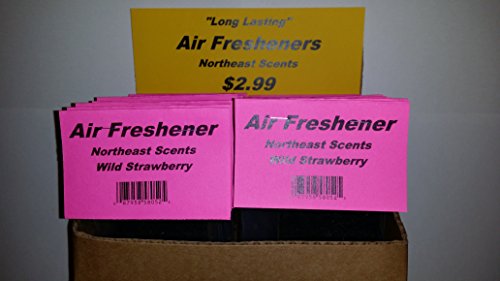 "Long Lasting"
Air Fresheners
Northeast Scents
$2.99
Air Freshener
Northeast Scents
Wild Strawberry
Air Freshener
Northeast Scents
Wild Strawberry